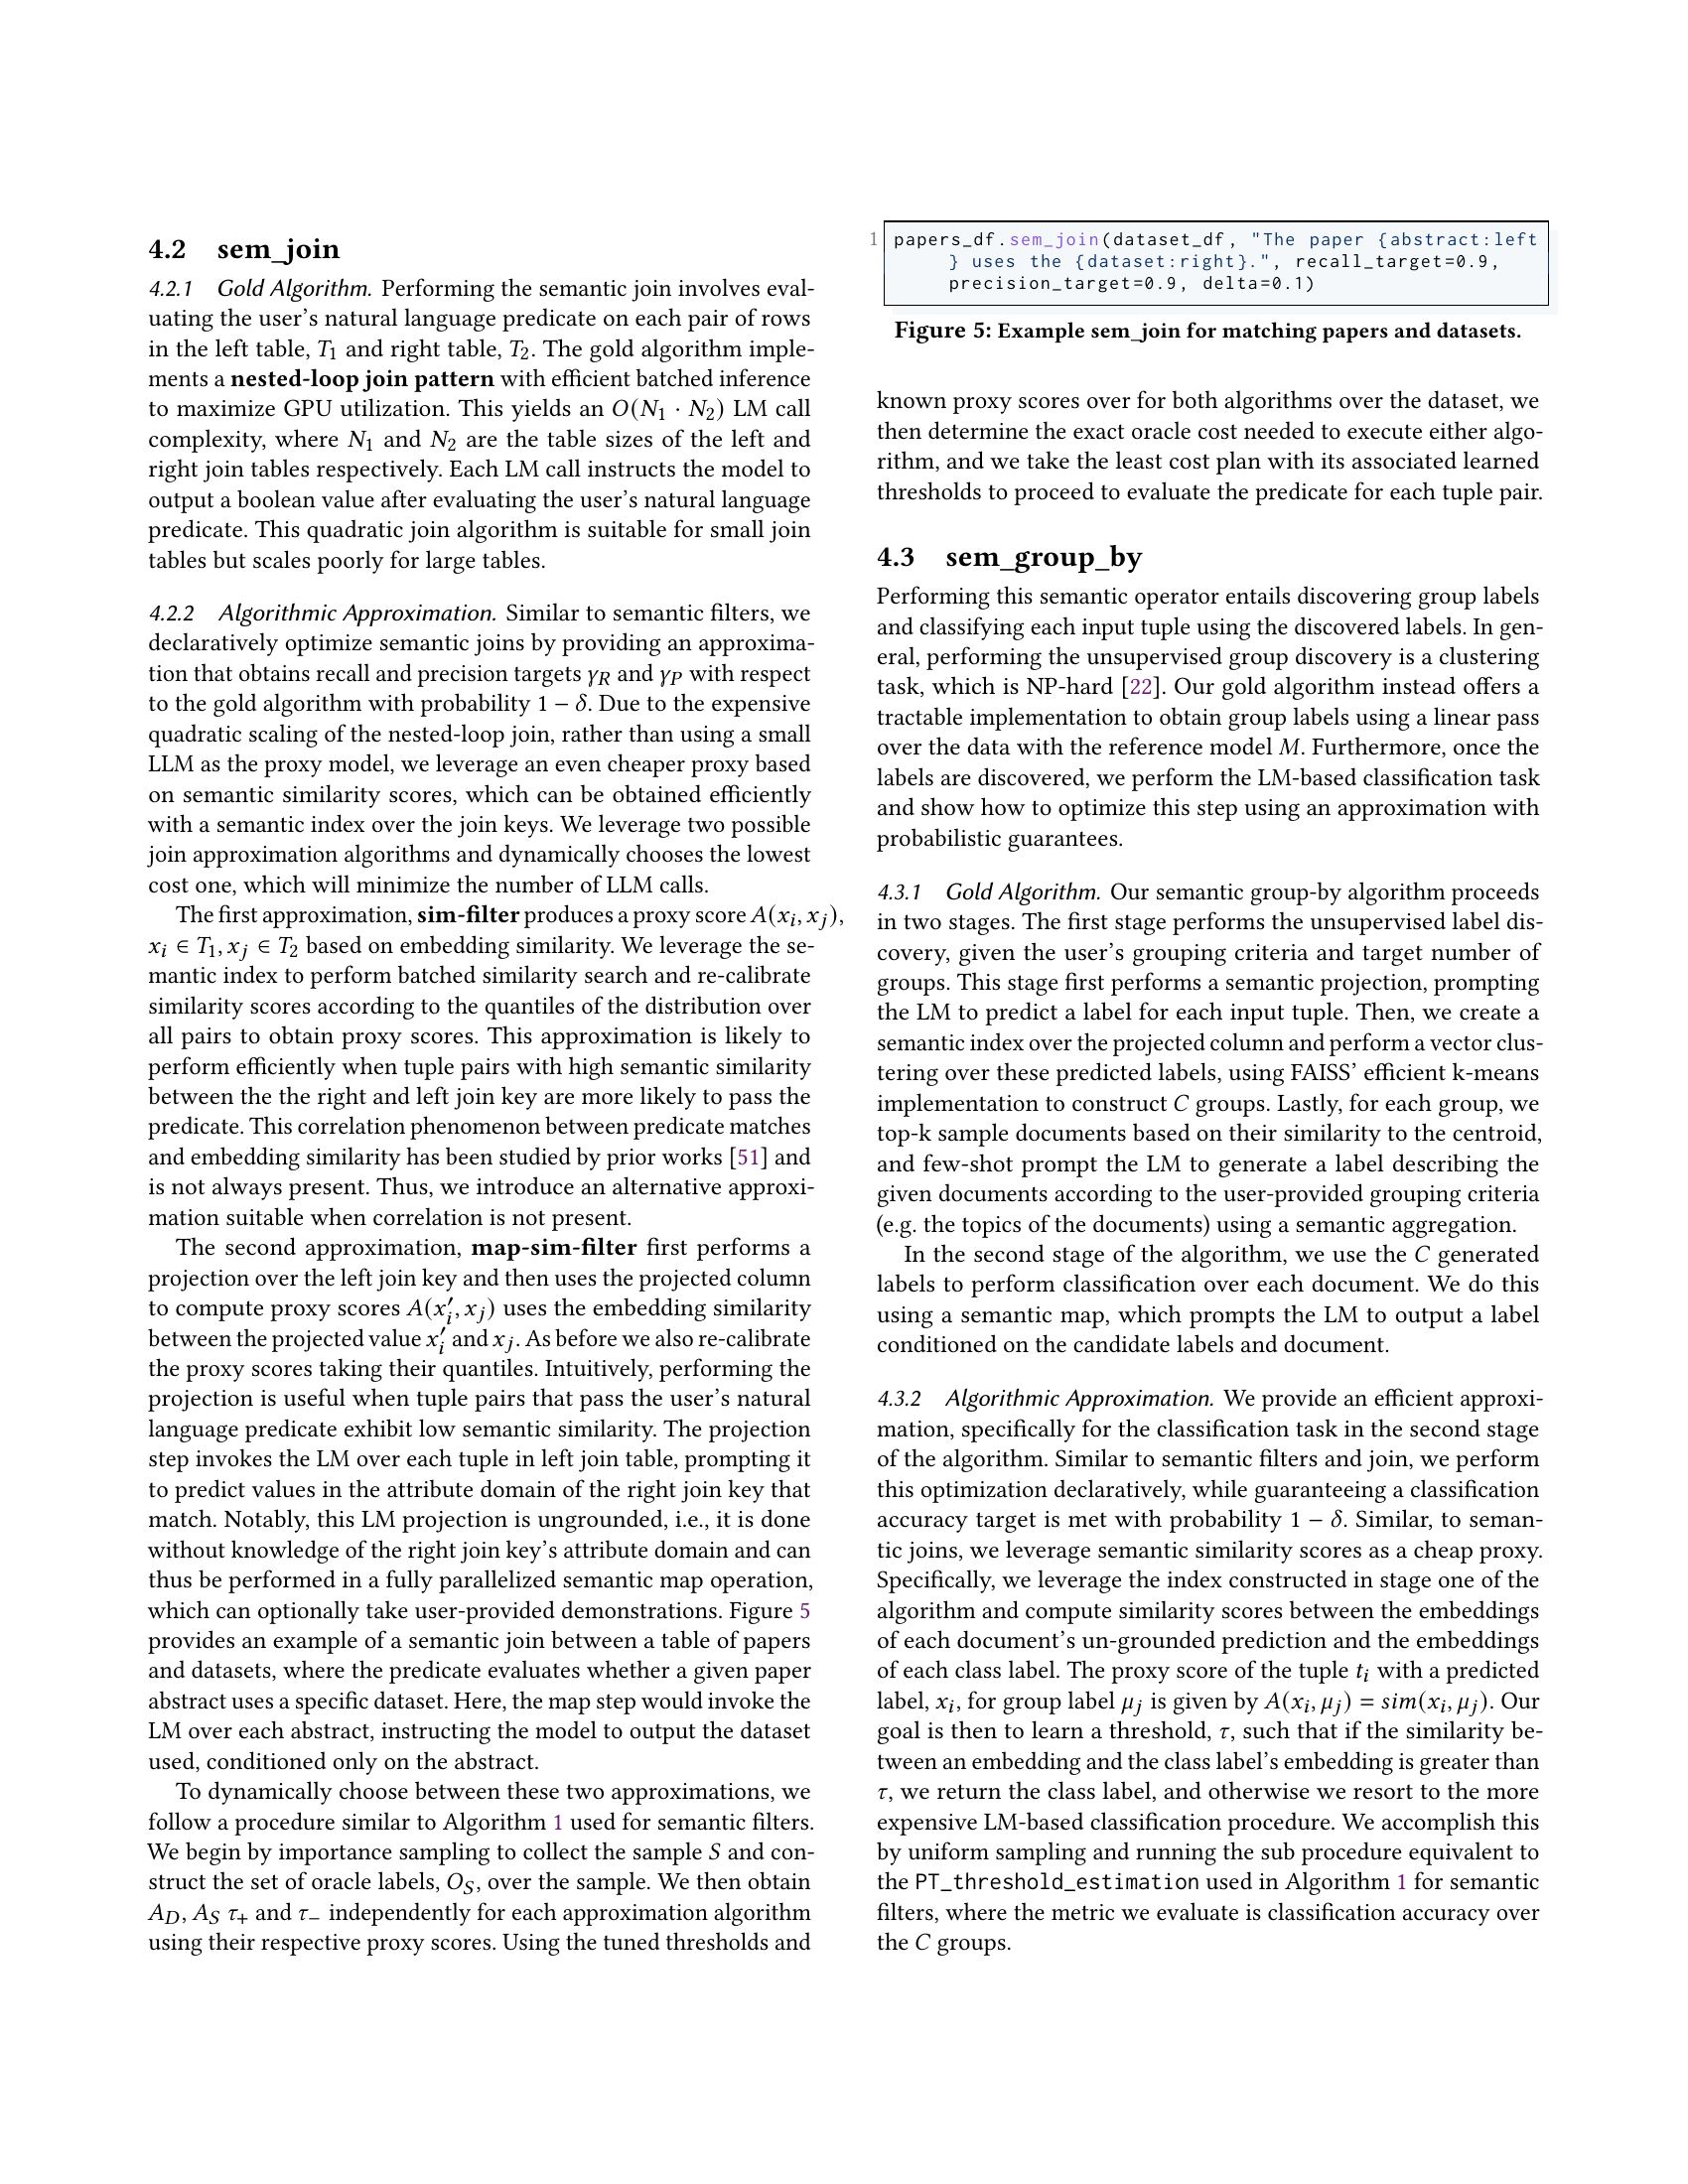 4.2 sem_join
4.2.1 Gold Algorithm. Performing the semantic join involves eval-
uating the user's natural language predicate on each pair of rows
in the left table, T₁ and right table, T₂. The gold algorithm imple-
ments a nested-loop join pattern with efficient batched inference
to maximize GPU utilization. This yields an O(N₁ · N₂) LM call
complexity, where N₁ and N₂ are the table sizes of the left and
right join tables respectively. Each LM call instructs the model to
output a boolean value after evaluating the user's natural language
predicate. This quadratic join algorithm is suitable for small join
tables but scales poorly for large tables.
4.2.2 Algorithmic Approximation. Similar to semantic filters, we
declaratively optimize semantic joins by providing an approxima-
tion that obtains recall and precision targets γ_R and γ_P with respect
to the gold algorithm with probability 1 − δ. Due to the expensive
quadratic scaling of the nested-loop join, rather than using a small
LLM as the proxy model, we leverage an even cheaper proxy based
on semantic similarity scores, which can be obtained efficiently
with a semantic index over the join keys. We leverage two possible
join approximation algorithms and dynamically chooses the lowest
cost one, which will minimize the number of LLM calls.
The first approximation, sim-filter produces a proxy score A(x_i, x_j),
x_i ∈ T₁, x_j ∈ T₂ based on embedding similarity. We leverage the se-
mantic index to perform batched similarity search and re-calibrate
similarity scores according to the quantiles of the distribution over
all pairs to obtain proxy scores. This approximation is likely to
perform efficiently when tuple pairs with high semantic similarity
between the the right and left join key are more likely to pass the
predicate. This correlation phenomenon between predicate matches
and embedding similarity has been studied by prior works [51] and
is not always present. Thus, we introduce an alternative approxi-
mation suitable when correlation is not present.
The second approximation, map-sim-filter first performs a
projection over the left join key and then uses the projected column
to compute proxy scores A(x′_i, x_j) uses the embedding similarity
between the projected value x′_i and x_j. As before we also re-calibrate
the proxy scores taking their quantiles. Intuitively, performing the
projection is useful when tuple pairs that pass the user's natural
language predicate exhibit low semantic similarity. The projection
step invokes the LM over each tuple in left join table, prompting it
to predict values in the attribute domain of the right join key that
match. Notably, this LM projection is ungrounded, i.e., it is done
without knowledge of the right join key's attribute domain and can
thus be performed in a fully parallelized semantic map operation,
which can optionally take user-provided demonstrations. Figure 5
provides an example of a semantic join between a table of papers
and datasets, where the predicate evaluates whether a given paper
abstract uses a specific dataset. Here, the map step would invoke the
LM over each abstract, instructing the model to output the dataset
used, conditioned only on the abstract.
To dynamically choose between these two approximations, we
follow a procedure similar to Algorithm 1 used for semantic filters.
We begin by importance sampling to collect the sample S and con-
struct the set of oracle labels, O_S, over the sample. We then obtain
A_D, A_S τ₊ and τ₋ independently for each approximation algorithm
using their respective proxy scores. Using the tuned thresholds and
1 papers_df.sem_join(dataset_df, "The paper {abstract:left
} uses the {dataset:right}.", recall_target=0.9,
precision_target=0.9, delta=0.1)
Figure 5: Example sem_join for matching papers and datasets.
known proxy scores over for both algorithms over the dataset, we
then determine the exact oracle cost needed to execute either algo-
rithm, and we take the least cost plan with its associated learned
thresholds to proceed to evaluate the predicate for each tuple pair.
4.3 sem_group_by
Performing this semantic operator entails discovering group labels
and classifying each input tuple using the discovered labels. In gen-
eral, performing the unsupervised group discovery is a clustering
task, which is NP-hard [22]. Our gold algorithm instead offers a
tractable implementation to obtain group labels using a linear pass
over the data with the reference model M. Furthermore, once the
labels are discovered, we perform the LM-based classification task
and show how to optimize this step using an approximation with
probabilistic guarantees.
4.3.1 Gold Algorithm. Our semantic group-by algorithm proceeds
in two stages. The first stage performs the unsupervised label dis-
covery, given the user's grouping criteria and target number of
groups. This stage first performs a semantic projection, prompting
the LM to predict a label for each input tuple. Then, we create a
semantic index over the projected column and perform a vector clus-
tering over these predicted labels, using FAISS' efficient k-means
implementation to construct C groups. Lastly, for each group, we
top-k sample documents based on their similarity to the centroid,
and few-shot prompt the LM to generate a label describing the
given documents according to the user-provided grouping criteria
(e.g. the topics of the documents) using a semantic aggregation.
In the second stage of the algorithm, we use the C generated
labels to perform classification over each document. We do this
using a semantic map, which prompts the LM to output a label
conditioned on the candidate labels and document.
4.3.2 Algorithmic Approximation. We provide an efficient approxi-
mation, specifically for the classification task in the second stage
of the algorithm. Similar to semantic filters and join, we perform
this optimization declaratively, while guaranteeing a classification
accuracy target is met with probability 1 − δ. Similar, to seman-
tic joins, we leverage semantic similarity scores as a cheap proxy.
Specifically, we leverage the index constructed in stage one of the
algorithm and compute similarity scores between the embeddings
of each document's un-grounded prediction and the embeddings
of each class label. The proxy score of the tuple t_i with a predicted
label, x_i, for group label μ_j is given by A(x_i, μ_j) = sim(x_i, μ_j). Our
goal is then to learn a threshold, τ, such that if the similarity be-
tween an embedding and the class label's embedding is greater than
τ, we return the class label, and otherwise we resort to the more
expensive LM-based classification procedure. We accomplish this
by uniform sampling and running the sub procedure equivalent to
the PT_threshold_estimation used in Algorithm 1 for semantic
filters, where the metric we evaluate is classification accuracy over
the C groups.